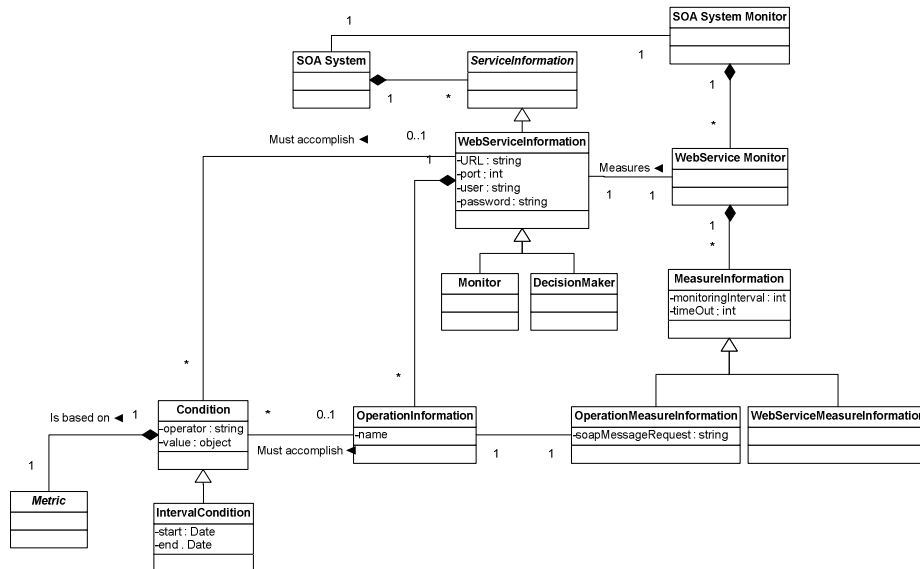 1
SOA System Monitor
SOA System
ServiceInformation
1
1
1
*
*
Must accomplish ◄
0..1
WebServiceInformation
1
-URL : string
-port : int
-user : string
-password : string
Measures ◄
WebService Monitor
1
1
1
*
Monitor
DecisionMaker
MeasureInformation
-monitoringInterval : int
-timeOut : int
*
*
Is based on ◄
1
Condition
-operator : string
-value : object
*
0..1
Must accomplish ◄
OperationInformation
-name
1
1
OperationMeasureInformation
-soapMessageRequest : string
WebServiceMeasureInformation
1
Metric
IntervalCondition
-start : Date
-end : Date